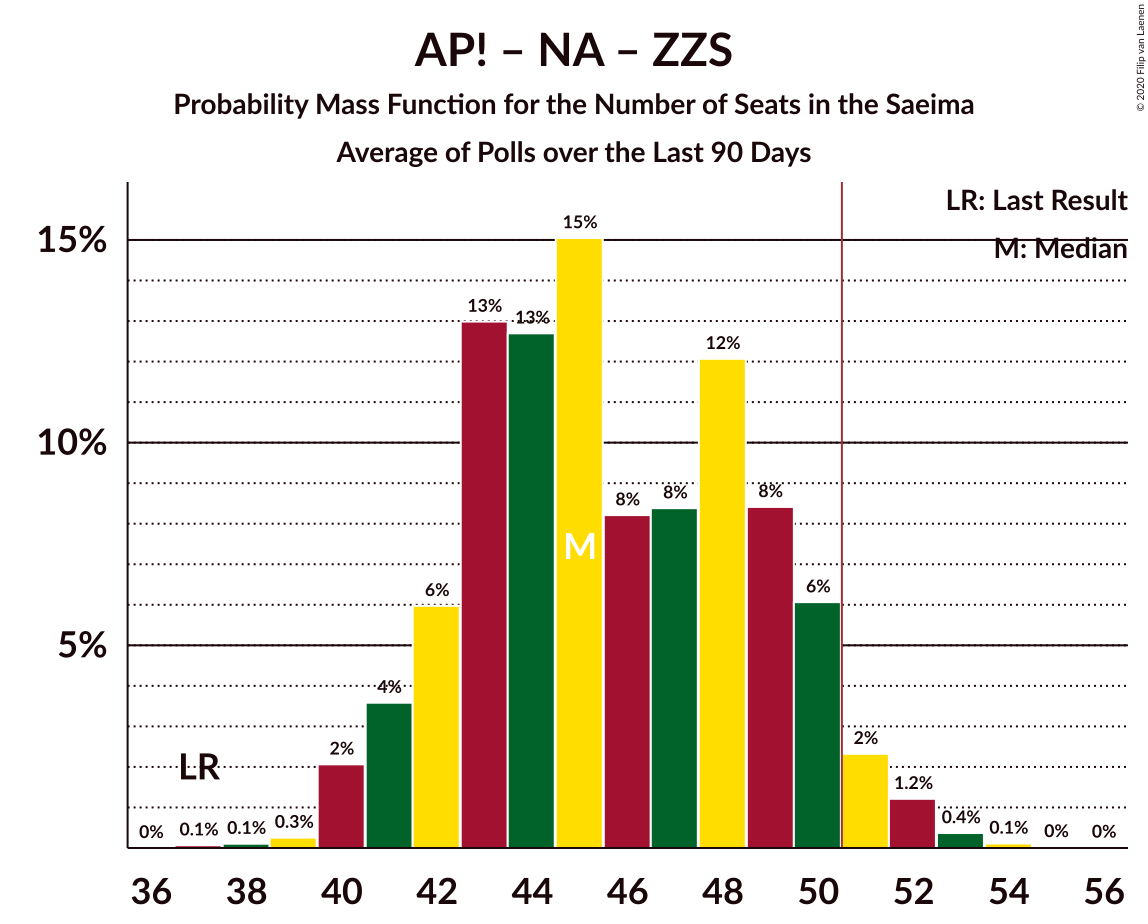 AP! – NA – ZZS
Probability Mass Function for the Number of Seats in the Saeima
Average of Polls over the Last 90 Days
© 2020 Filip van Laenen
LR: Last Result
M: Median
15%
10%
5%
0%
0.1%
0.1%
0.3%
2%
4%
6%
13%
13%
15%
8%
8%
12%
8%
6%
2%
1.2%
0.4%
0.1%
0%
0%
LR
M
36 38 40 42 44 46 48 50 52 54 56